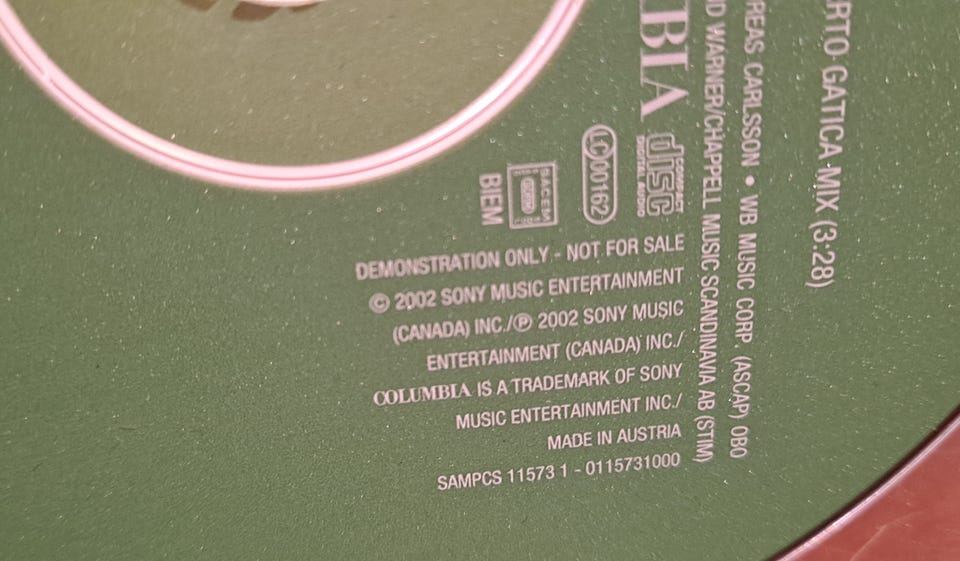 DEMONSTRATION ONLY - NOT FOR SALE
© 2002 SONY MUSIC ENTERTAINMENT
(CANADA) INC./℗ 2002 SONY MUSIC
ENTERTAINMENT (CANADA) INC./
COLUMBIA IS A TRADEMARK OF SONY
MUSIC ENTERTAINMENT INC./
MADE IN AUSTRIA
SAMPCS 11573 1 - 0115731000
BIEM
SACEM
LC 00162
COMPACT
disc
DIGITAL AUDIO
BIA
WARNER/CHAPPELL MUSIC SCANDINAVIA AB (STIM)
CARLSSON • WB MUSIC CORP. (ASCAP) OBO
GATICA MIX (3:28)